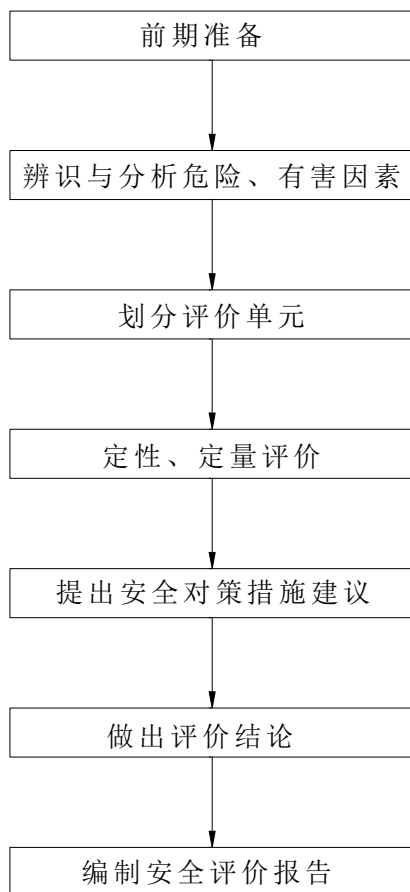 前期准备
辨识与分析危险、有害因素
划分评价单元
定性、定量评价
提出安全对策措施建议
做出评价结论
编制安全评价报告